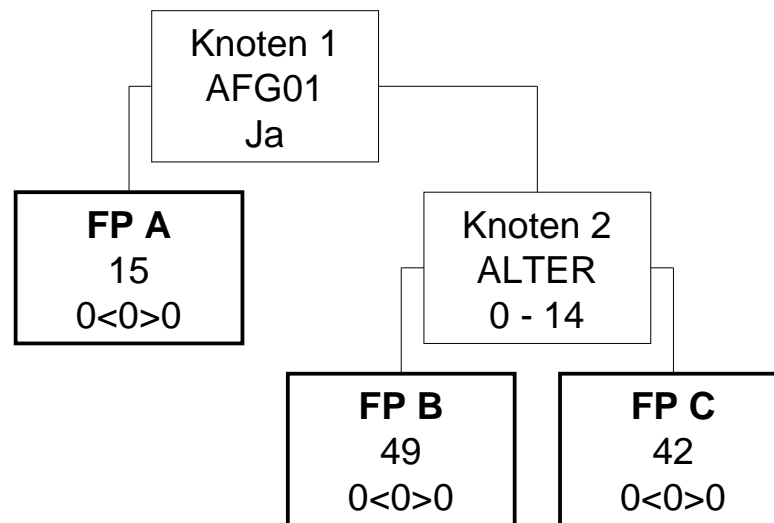 Knoten 1
AFG01
Ja
FP A
15
0<0>0
Knoten 2
ALTER
0 - 14
FP B
49
0<0>0
FP C
42
0<0>0